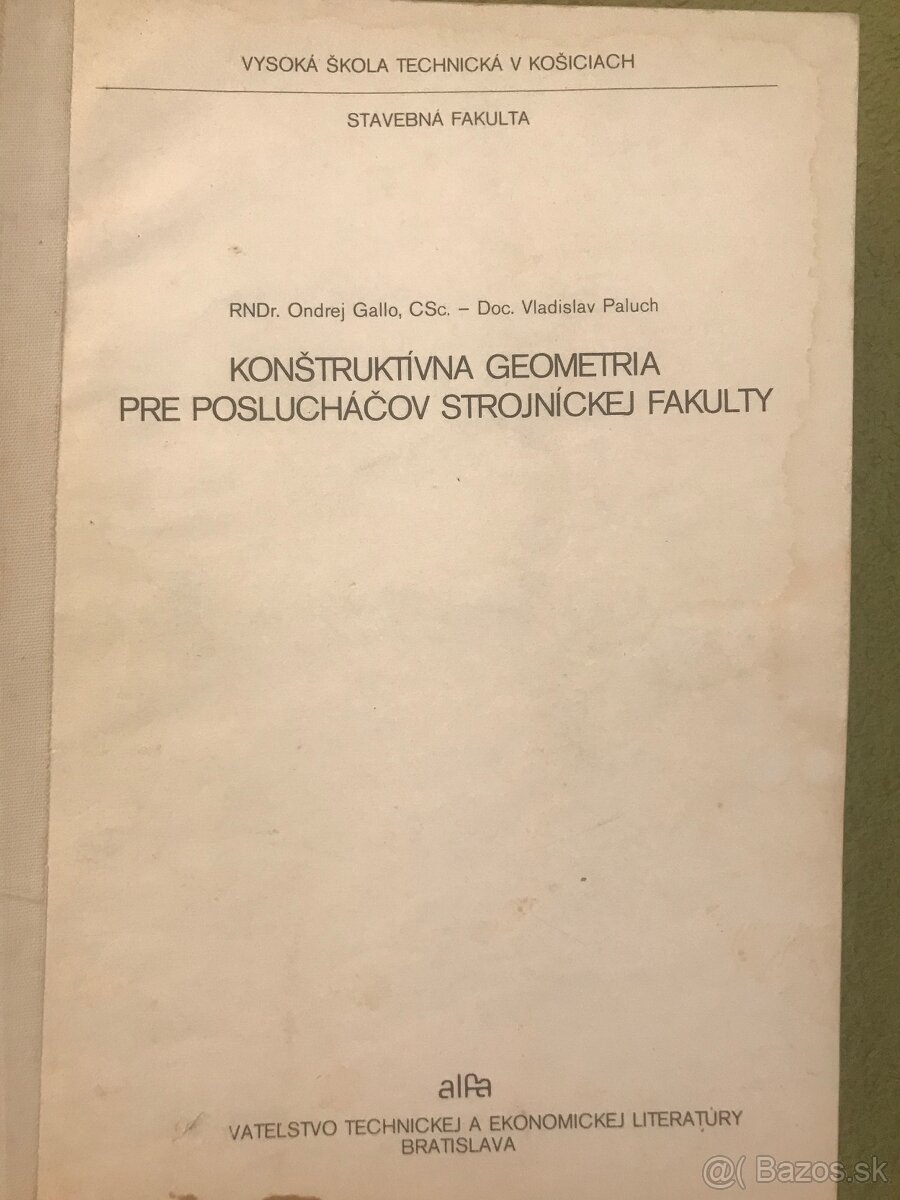 VYSOKÁ ŠKOLA TECHNICKÁ V KOŠICIACH
STAVEBNÁ FAKULTA
RNDr. Ondrej Gallo, CSc. – Doc. Vladislav Paluch
KONŠTRUKTÍVNA GEOMETRIA
PRE POSLUCHÁČOV STROJNÍCKEJ FAKULTY
alfa
VATELSTVO TECHNICKEJ A EKONOMICKEJ LITERATÚRY
BRATISLAVA
@( Bazos.sk